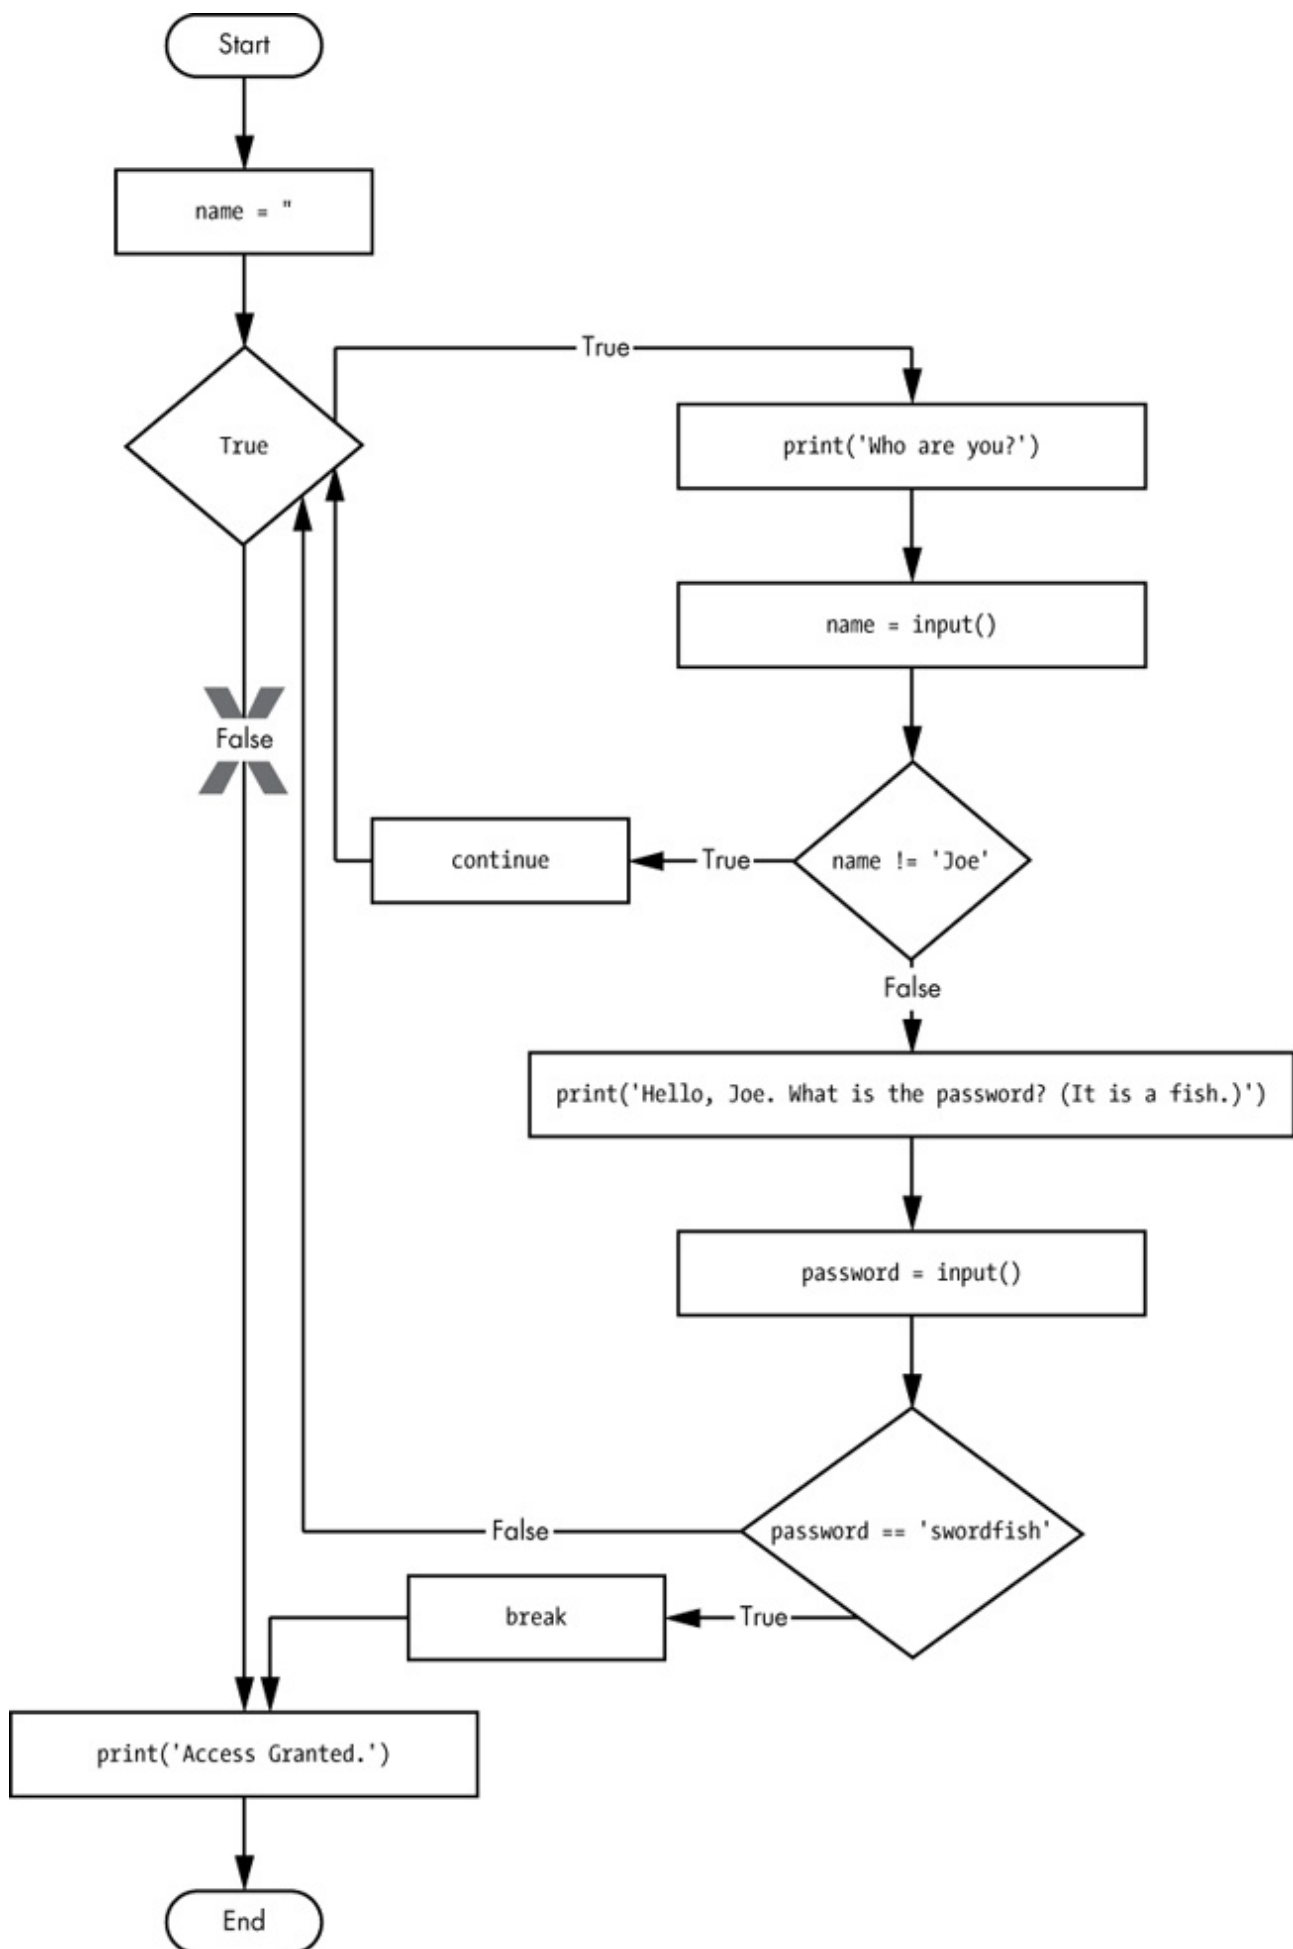 Start
name = "
True
True
print('Who are you?')
name = input()
False
continue
True
name != 'Joe'
False
print('Hello, Joe. What is the password? (It is a fish.)')
password = input()
False
password == 'swordfish'
break
True
print('Access Granted.')
End